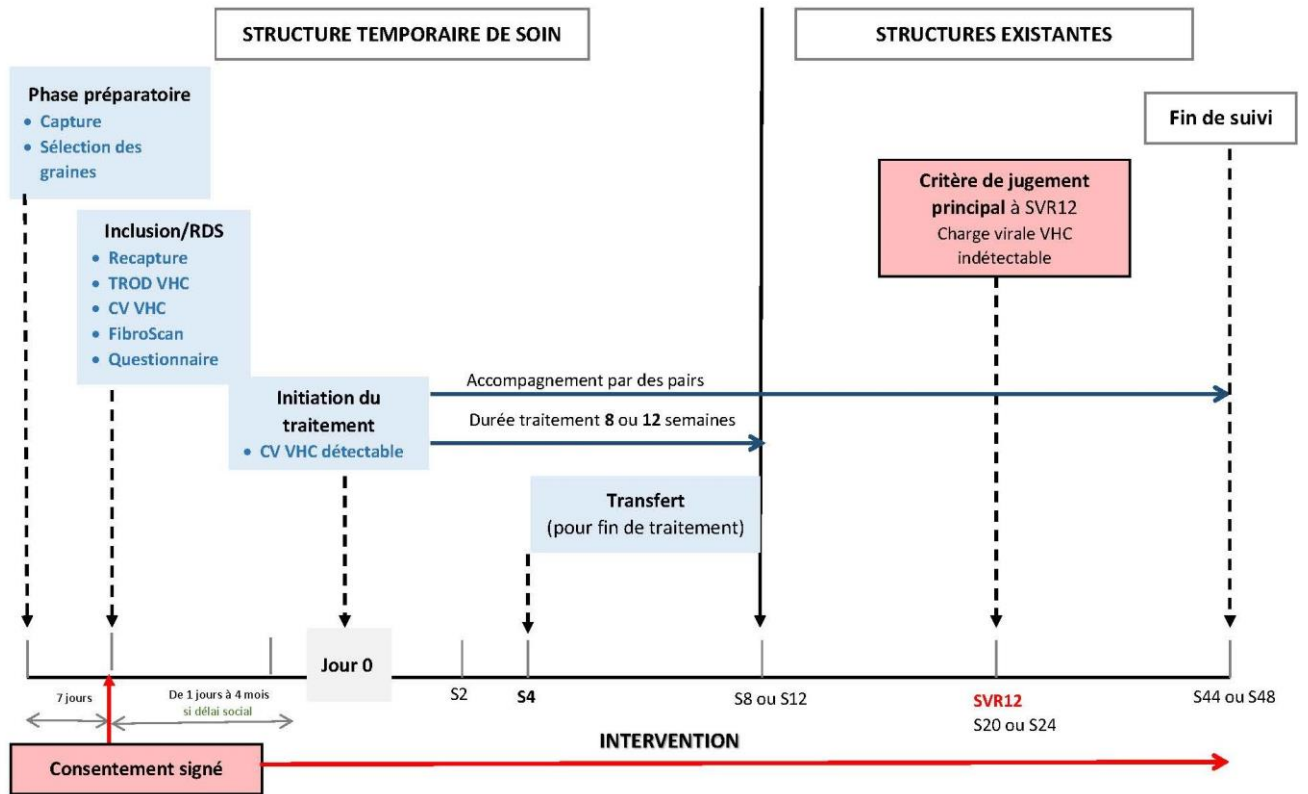 STRUCTURE TEMPORAIRE DE SOIN
STRUCTURES EXISTANTES
Phase préparatoire
• Capture
• Sélection des
graines
Fin de suivi
Critère de jugement
principal à SVR12
Charge virale VHC
indétectable
Inclusion/RDS
• Recapture
• TROD VHC
• CV VHC
• FibroScan
• Questionnaire
Initiation du
traitement
• CV VHC détectable
Accompagnement par des pairs
Durée traitement 8 ou 12 semaines
Transfert
(pour fin de traitement)
Jour 0
7 jours
De 1 jours à 4 mois
si délai social
S2
S4
S8 ou S12
SVR12
S20 ou S24
S44 ou S48
INTERVENTION
Consentement signé